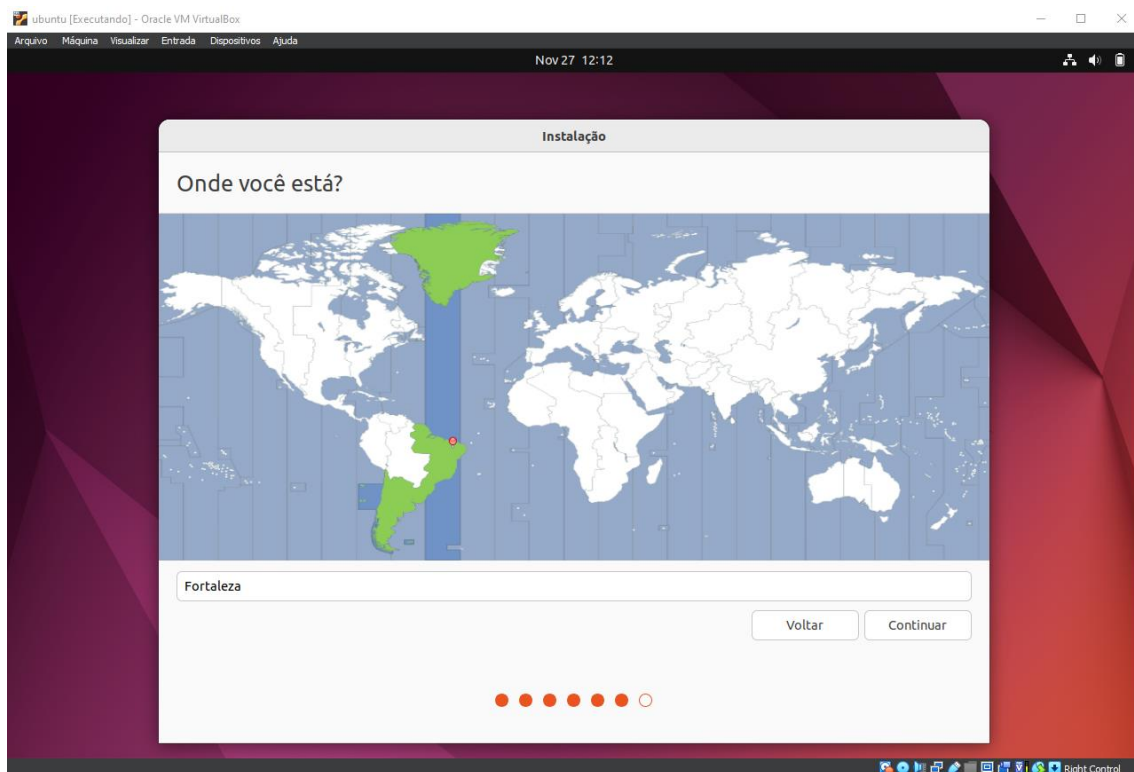 ubuntu [Executando] - Oracle VM VirtualBox
Arquivo Máquina Visualizar Entrada Dispositivos Ajuda
Nov 27 12:12
Instalação
Onde você está?
Fortaleza
Voltar Continuar
Right Control